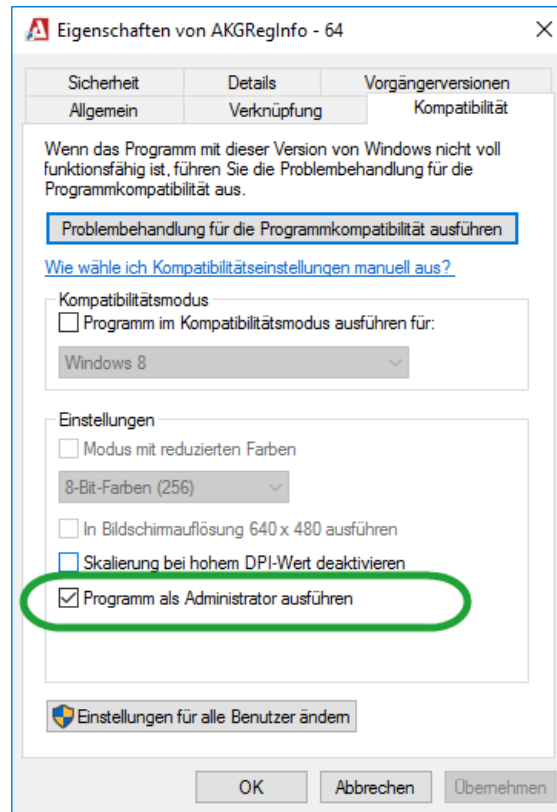 Eigenschaften von AKGRegInfo - 64
Sicherheit Details Vorgängerversionen
Allgemein Verknüpfung Kompatibilität
Wenn das Programm mit dieser Version von Windows nicht voll
funktionsfähig ist, führen Sie die Problembehandlung für die
Programmkompatibilität aus.
Problembehandlung für die Programmkompatibilität ausführen
Wie wähle ich Kompatibilitätseinstellungen manuell aus?
Kompatibilitätsmodus
Programm im Kompatibilitätsmodus ausführen für:
Windows 8
Einstellungen
Modus mit reduzierten Farben
8-Bit-Farben (256)
In Bildschirmauflösung 640 x 480 ausführen
Skalierung bei hohem DPI-Wert deaktivieren
Programm als Administrator ausführen
Einstellungen für alle Benutzer ändern
OK Abbrechen Übernehmen